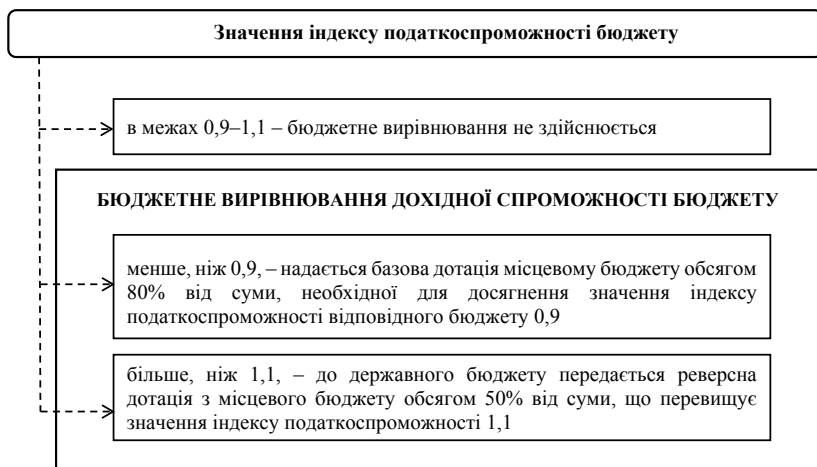 Значення індексу податкоспроможності бюджету
в межах 0,9–1,1 – бюджетне вирівнювання не здійснюється
БЮДЖЕТНЕ ВИРІВНЮВАННЯ ДОХІДНОЇ СПРОМОЖНОСТІ БЮДЖЕТУ
менше, ніж 0,9, – надається базова дотація місцевому бюджету обсягом
80% від суми, необхідної для досягнення значення індексу
податкоспроможності відповідного бюджету 0,9
більше, ніж 1,1, – до державного бюджету передається реверсна
дотація з місцевого бюджету обсягом 50% від суми, що перевищує
значення індексу податкоспроможності 1,1